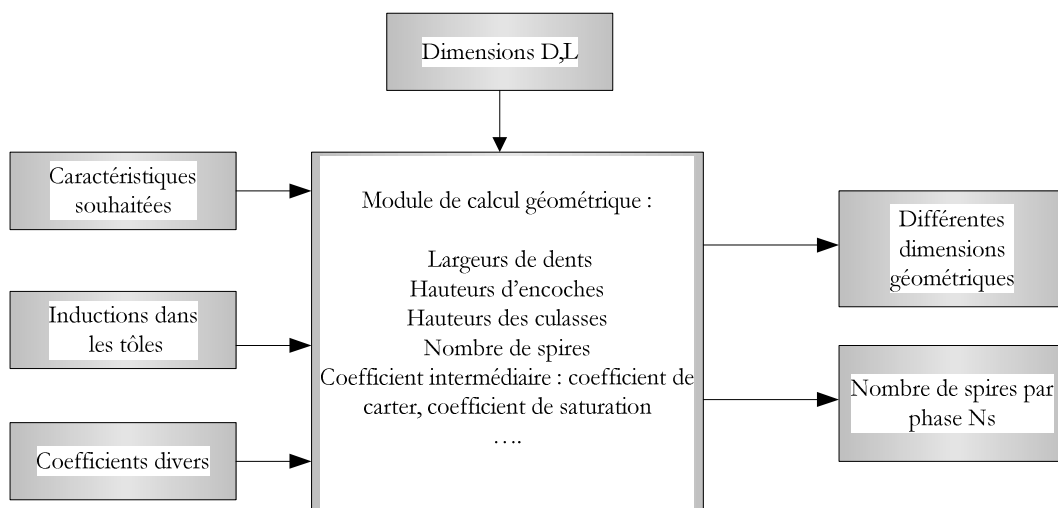 Dimensions D,L
Caractéristiques
souhaitées
Inductions dans
les tôles
Coefficients divers
Module de calcul géométrique :
Largeurs de dents
Hauteurs d’encoches
Hauteurs des culasses
Nombre de spires
Coefficient intermédiaire : coefficient de
carter, coefficient de saturation
….
Différentes
dimensions
géométriques
Nombre de spires par
phase Ns